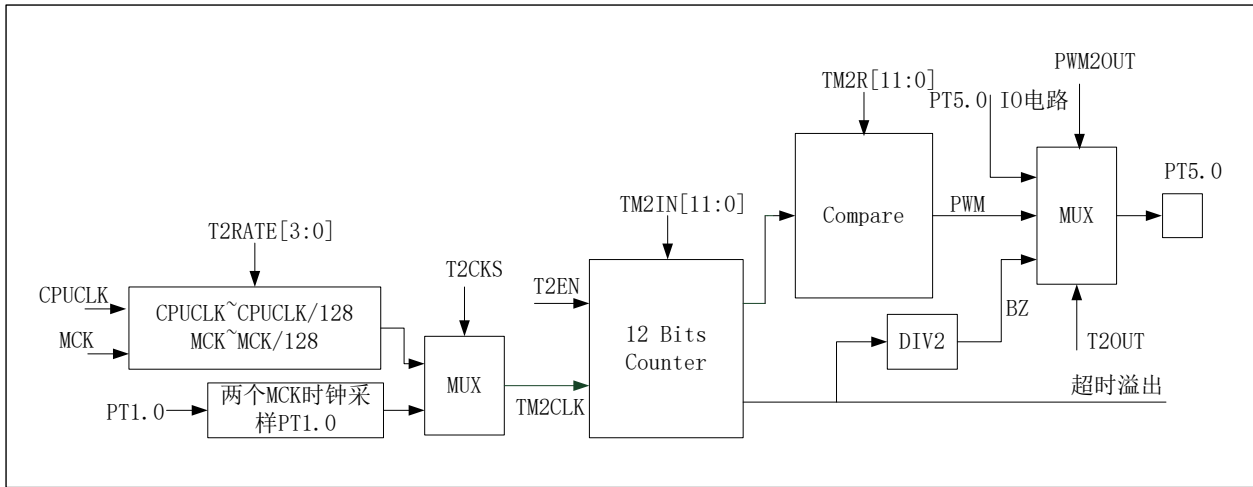 PWM2OUT
TM2R[11:0]
PT5.0 IO电路
PT5.0
TM2IN[11:0]
Compare
PWM
MUX
T2RATE[3:0]
T2CKS
T2EN
CPUCLK
CPUCLK~CPUCLK/128
MCK
MCK~MCK/128
12 Bits
Counter
BZ
DIV2
T2OUT
MUX
TM2CLK
超时溢出
PT1.0
两个MCK时钟采
样PT1.0